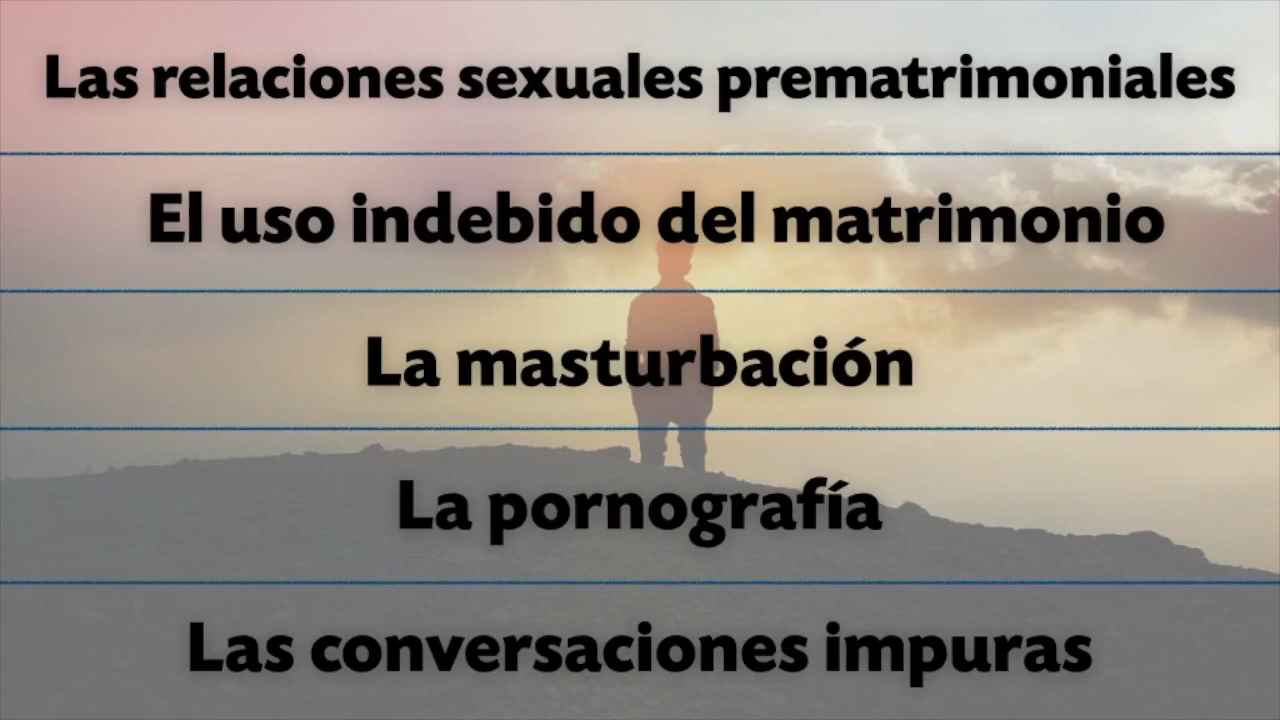 Las relaciones sexuales prematrimoniales
El uso indebido del matrimonio
La masturbación
La pornografía
Las conversaciones impuras